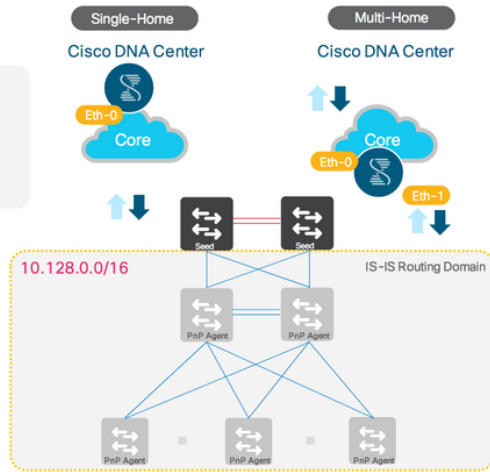 Single-Home
Multi-Home
Cisco DNA Center
Cisco DNA Center
Eth-0
Core
Core
Eth-0
Eth-1
Seed
Seed
10.128.0.0/16
IS-IS Routing Domain
PnP Agent
PnP Agent
PnP Agent
PnP Agent
PnP Agent